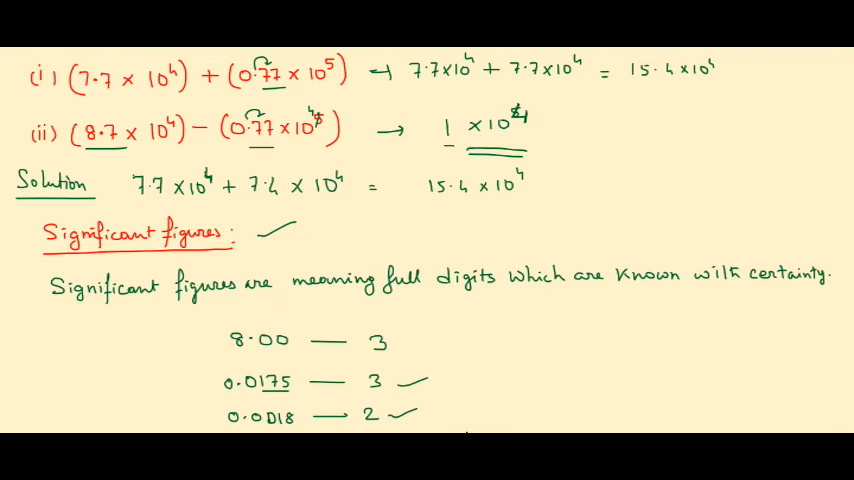 (i) (7.7 × 10⁴) + (0.77 × 10⁵) → 7.7×10⁴ + 7.7×10⁴ = 15.4×10⁴
(ii) (8.7 × 10⁴) − (0.77×10⁴) → 1 ×10⁴
Solution 7.7 ×10⁴ + 7.4 × 10⁴ = 15.4 ×10⁴
Significant figures:
Significant figures are meaning full digits which are known with certainty.
8.00 — 3
0.0175 — 3
0.0018 → 2